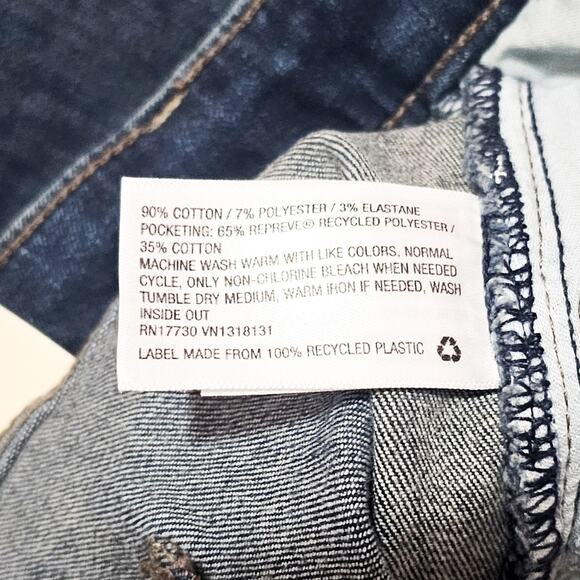 90% COTTON / 7% POLYESTER / 3% ELASTANE
POCKETING: 65% REPREVE® RECYCLED POLYESTER /
35% COTTON
MACHINE WASH WARM WITH LIKE COLORS, NORMAL
CYCLE, ONLY NON-CHLORINE BLEACH WHEN NEEDED
TUMBLE DRY MEDIUM, WARM IRON IF NEEDED, WASH
INSIDE OUT
RN17730 VN1318131
LABEL MADE FROM 100% RECYCLED PLASTIC